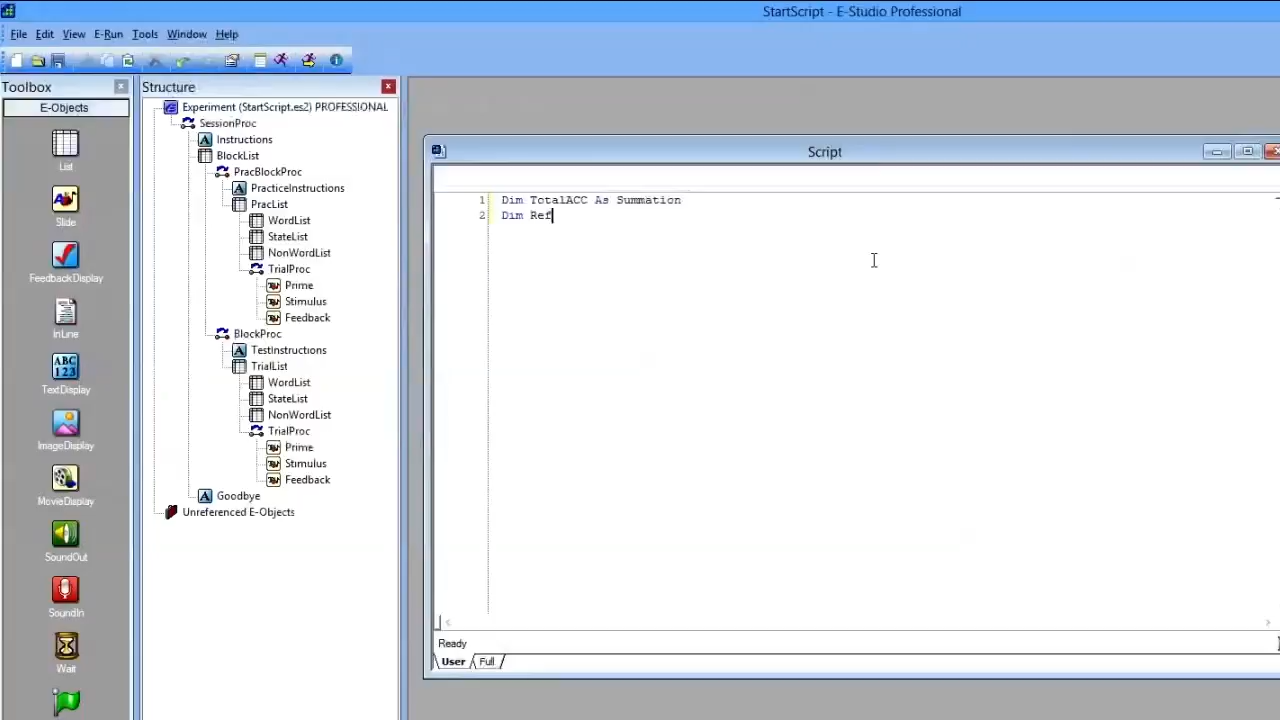 StartScript - E-Studio Professional
File Edit View E-Run Tools Window Help
Toolbox
E-Objects
List
Slide
FeedbackDisplay
InLine
ABC
123
TextDisplay
ImageDisplay
MovieDisplay
SoundOut
SoundIn
Wait
Structure
Experiment (StartScript.es2) PROFESSIONAL
SessionProc
Instructions
BlockList
PracBlockProc
PracticeInstructions
PracList
WordList
StateList
NonWordList
TrialProc
Prime
Stimulus
Feedback
BlockProc
TestInstructions
TrialList
WordList
StateList
NonWordList
TrialProc
Prime
Stimulus
Feedback
Goodbye
Unreferenced E-Objects
Script
1 Dim TotalACC As Summation
2 Dim Ref
Ready
User Full